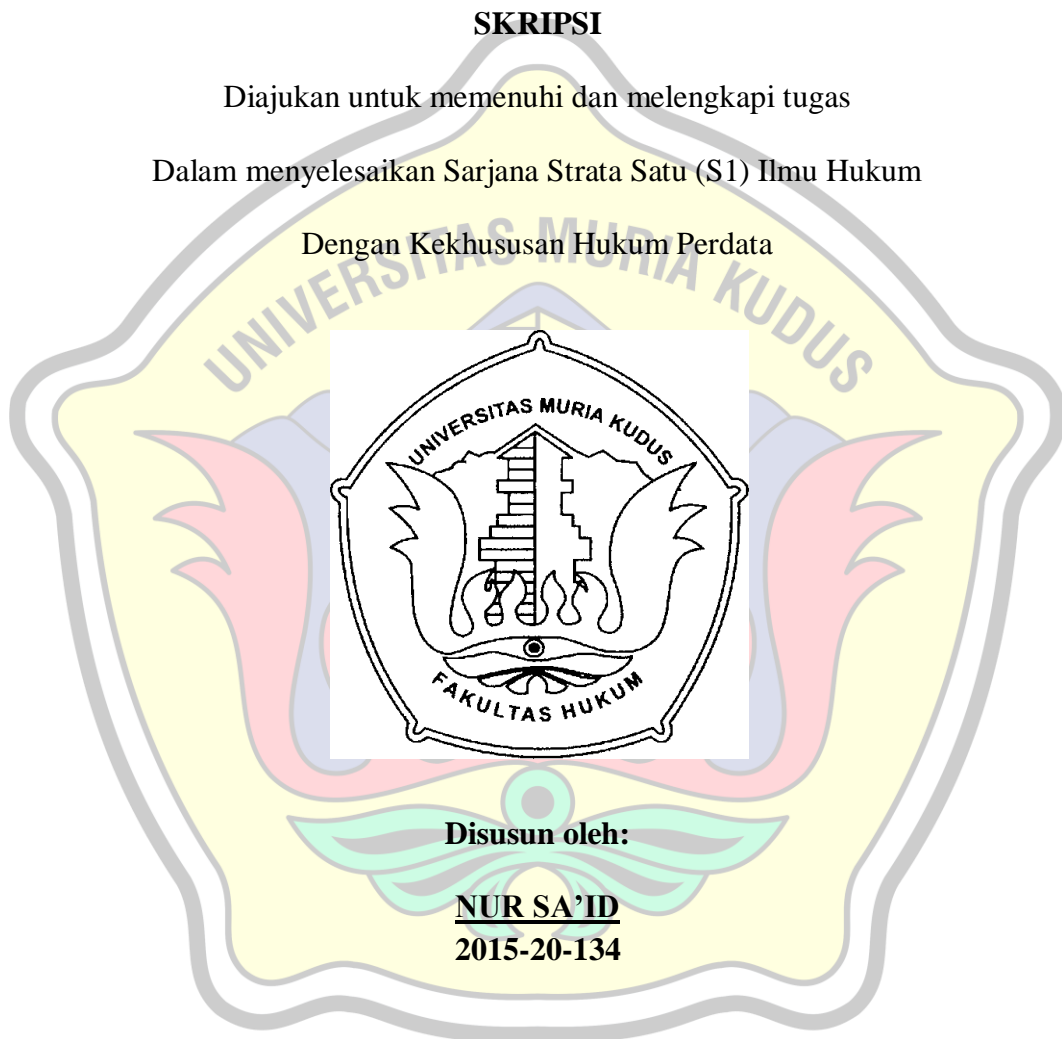 SKRIPSI
Diajukan untuk memenuhi dan melengkapi tugas
Dalam menyelesaikan Sarjana Strata Satu (S1) Ilmu Hukum
Dengan Kekhususan Hukum Perdata
UNIVERSITAS MURIA KUDUS
UNIVERSITAS MURIA KUDUS
FAKULTAS HUKUM
Disusun oleh:
NUR SA’ID
2015-20-134